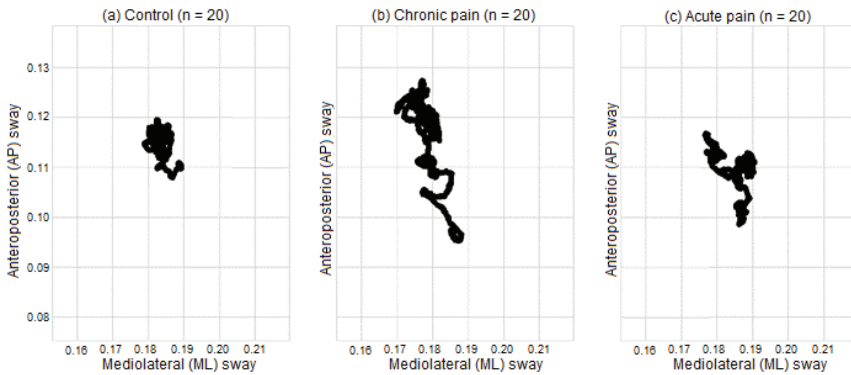 (a) Control (n = 20)
(b) Chronic pain (n = 20)
(c) Acute pain (n = 20)
Anteroposterior (AP) sway
0.13
0.12
0.11
0.10
0.09
0.08
Anteroposterior (AP) sway
Anteroposterior (AP) sway
0.16 0.17 0.18 0.19 0.20 0.21
0.16 0.17 0.18 0.19 0.20 0.21
0.16 0.17 0.18 0.19 0.20 0.21
Mediolateral (ML) sway
Mediolateral (ML) sway
Mediolateral (ML) sway